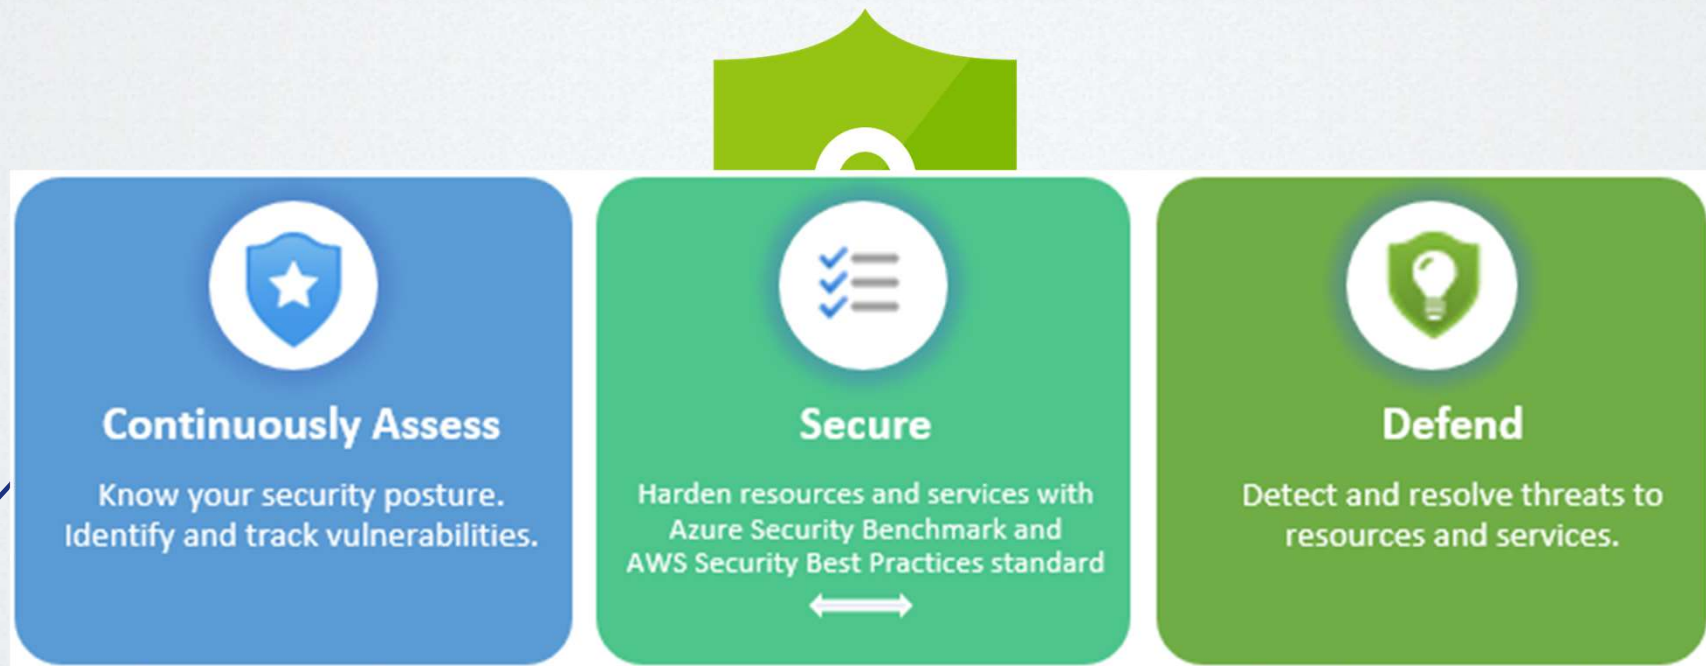 Continuously Assess
Know your security posture.
Identify and track vulnerabilities.
Secure
Harden resources and services with
Azure Security Benchmark and
AWS Security Best Practices standard
Defend
Detect and resolve threats to
resources and services.